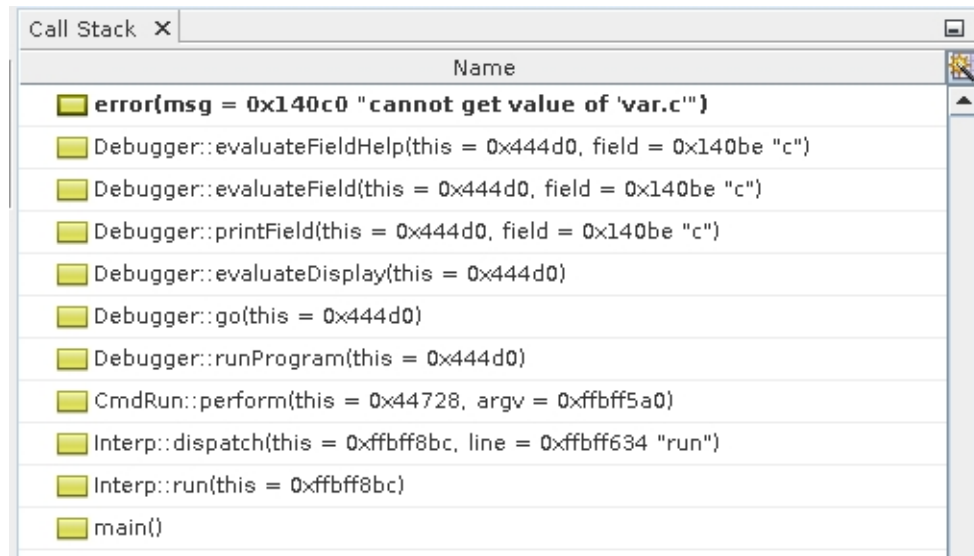 Call Stack
Name
error(msg = 0x140c0 "cannot get value of 'var.c'")
Debugger::evaluateFieldHelp(this = 0x444d0, field = 0x140be "c")
Debugger::evaluateField(this = 0x444d0, field = 0x140be "c")
Debugger::printField(this = 0x444d0, field = 0x140be "c")
Debugger::evaluateDisplay(this = 0x444d0)
Debugger::go(this = 0x444d0)
Debugger::runProgram(this = 0x444d0)
CmdRun::perform(this = 0x44728, argv = 0xffbff5a0)
Interp::dispatch(this = 0xffbff8bc, line = 0xffbff634 "run")
Interp::run(this = 0xffbff8bc)
main()